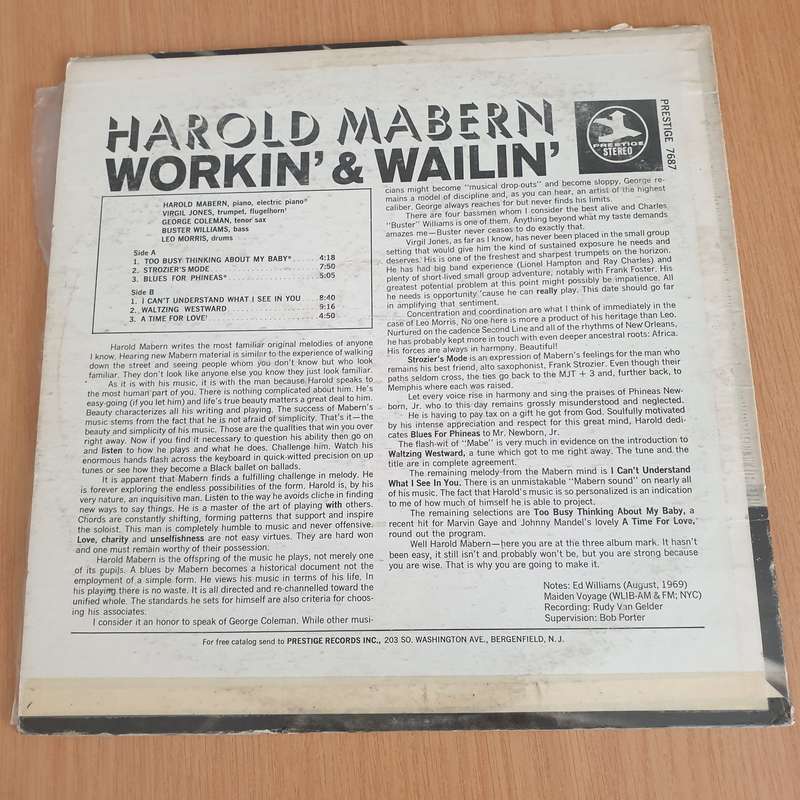 HAROLD MABERN
WORKIN' & WAILIN'
PRESTIGE
STEREO
PRESTIGE 7687
HAROLD MABERN, piano, electric piano*
VIRGIL JONES, trumpet, flugelhorn'
GEORGE COLEMAN, tenor sax
BUSTER WILLIAMS, bass
LEO MORRIS, drums
Side A
1. TOO BUSY THINKING ABOUT MY BABY* 4:18
2. STROZIER'S MODE 7:50
3. BLUES FOR PHINEAS* 5:05
Side B
1. I CAN'T UNDERSTAND WHAT I SEE IN YOU 8:40
2. WALTZING WESTWARD 9:16
3. A TIME FOR LOVE' 4:50
Harold Mabern writes the most familiar original melodies of anyone
I know. Hearing new Mabern material is similar to the experience of walking
down the street and seeing people whom you don't know but who look
familiar. They don't look like anyone else you know they just look familiar.
As it is with his music, it is with the man because Harold speaks to
the most human part of you. There is nothing complicated about him. He's
easy-going (if you let him) and life's true beauty matters a great deal to him.
Beauty characterizes all his writing and playing. The success of Mabern's
music stems from the fact that he is not afraid of simplicity. That's it—the
beauty and simplicity of his music. Those are the qualities that win you over
right away. Now if you find it necessary to question his ability then go on
and listen to how he plays and what he does. Challenge him. Watch his
enormous hands flash across the keyboard in quick-witted precision on up
tunes or see how they become a Black ballet on ballads.
It is apparent that Mabern finds a fulfilling challenge in melody. He
is forever exploring the endless possibilities of the form. Harold is, by his
very nature, an inquisitive man. Listen to the way he avoids cliche in finding
new ways to say things. He is a master of the art of playing with others.
Chords are constantly shifting, forming patterns that support and inspire
the soloist. This man is completely humble to music and never offensive.
Love, charity and unselfishness are not easy virtues. They are hard won
and one must remain worthy of their possession.
Harold Mabern is the offspring of the music he plays, not merely one
of its pupils. A blues by Mabern becomes a historical document not the
employment of a simple form. He views his music in terms of his life. In
his playing there is no waste. It is all directed and re-channelled toward the
unified whole. The standards he sets for himself are also criteria for choos-
ing his associates.
I consider it an honor to speak of George Coleman. While other musi-
cians might become "musical drop-outs" and become sloppy, George re-
mains a model of discipline and, as you can hear, an artist of the highest
caliber. George always reaches for but never finds his limits.
There are four bassmen whom I consider the best alive and Charles
"Buster" Williams is one of them. Anything beyond what my taste demands
amazes me—Buster never ceases to do exactly that.
Virgil Jones, as far as I know, has never been placed in the small group
setting that would give him the kind of sustained exposure he needs and
deserves. His is one of the freshest and sharpest trumpets on the horizon.
He has had big band experience (Lionel Hampton and Ray Charles) and
plenty of short-lived small group adventure, notably with Frank Foster. His
greatest potential problem at this point might possibly be impatience. All
he needs is opportunity 'cause he can really play. This date should go far
in amplifying that sentiment.
Concentration and coordination are what I think of immediately in the
case of Leo Morris. No one here is more a product of his heritage than Leo.
Nurtured on the cadence Second Line and all of the rhythms of New Orleans,
he has probably kept more in touch with even deeper ancestral roots: Africa.
His forces are always in harmony. Beautiful!
Strozier's Mode is an expression of Mabern's feelings for the man who
remains his best friend, alto saxophonist, Frank Strozier. Even though their
paths seldom cross, the ties go back to the MJT + 3 and, further back, to
Memphis where each was raised.
Let every voice rise in harmony and sing the praises of Phineas New-
born, Jr. who to this day remains grossly misunderstood and neglected.
He is having to pay tax on a gift he got from God. Soulfully motivated
by his intense appreciation and respect for this great mind, Harold dedi-
cates Blues For Phineas to Mr. Newborn, Jr.
The flash-wit of "Mabe" is very much in evidence on the introduction to
Waltzing Westward, a tune which got to me right away. The tune and the
title are in complete agreement.
The remaining melody from the Mabern mind is I Can't Understand
What I See In You. There is an unmistakable "Mabern sound" on nearly all
of his music. The fact that Harold's music is so personalized is an indication
to me of how much of himself he is able to project.
The remaining selections are Too Busy Thinking About My Baby, a
recent hit for Marvin Gaye and Johnny Mandel's lovely A Time For Love,
round out the program.
Well Harold Mabern—here you are at the three album mark. It hasn't
been easy, it still isn't and probably won't be, but you are strong because
you are wise. That is why you are going to make it.
Notes: Ed Williams (August, 1969)
Maiden Voyage (WLIB-AM & FM; NYC)
Recording: Rudy Van Gelder
Supervision: Bob Porter
For free catalog send to PRESTIGE RECORDS INC., 203 SO. WASHINGTON AVE., BERGENFIELD, N. J.